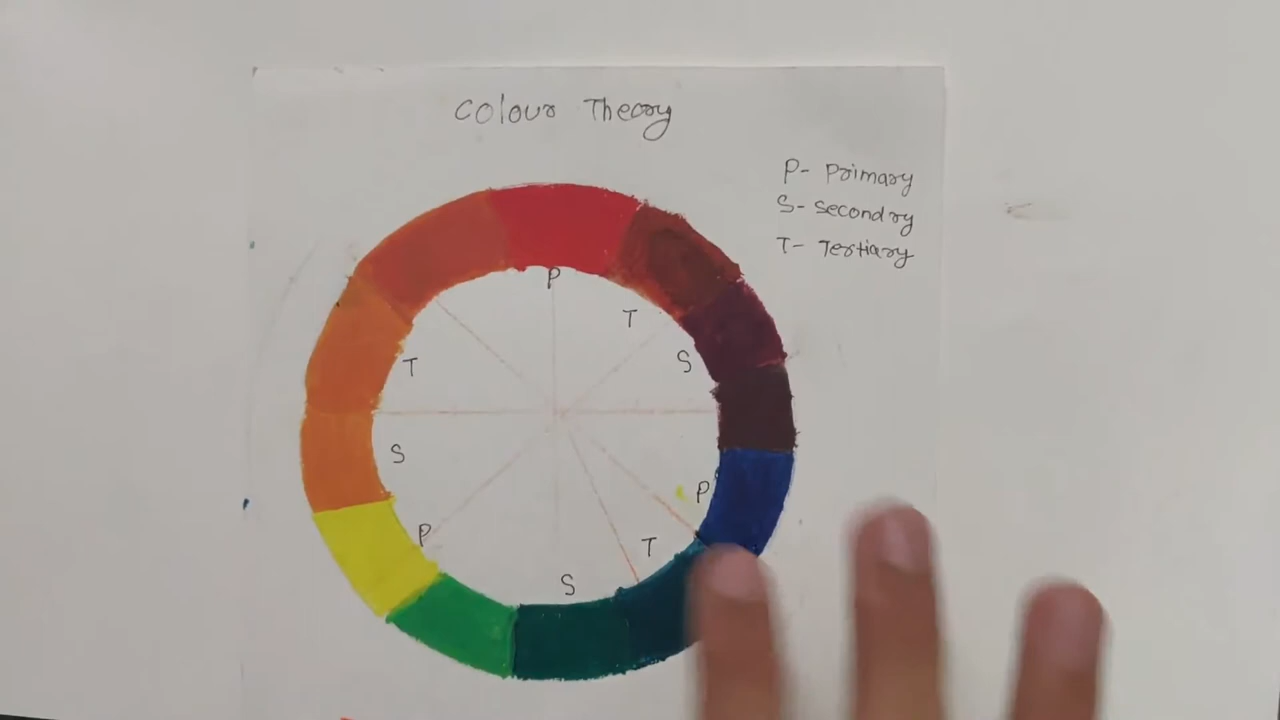 Colour Theory
P- Primary
S- Secondry
T- Tertiary
P
T
S
T
S
P
P
T
S